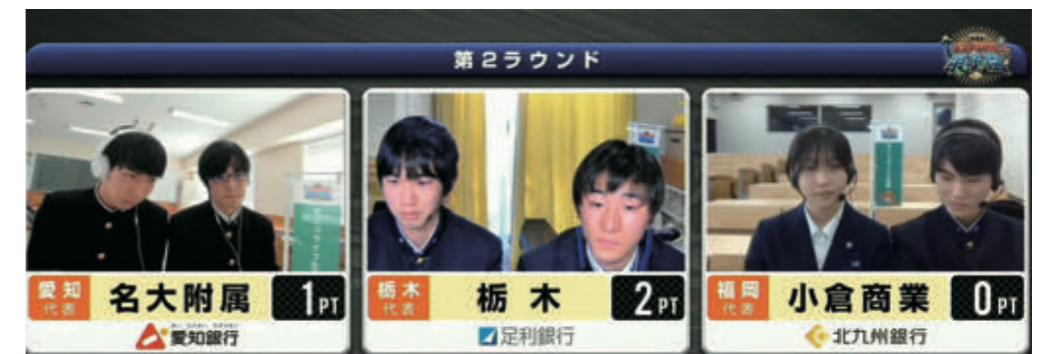 第2ラウンド
愛知
代表
名大附属
1PT
愛知銀行
栃木
代表
栃木
2PT
足利銀行
福岡
代表
小倉商業
0PT
北九州銀行